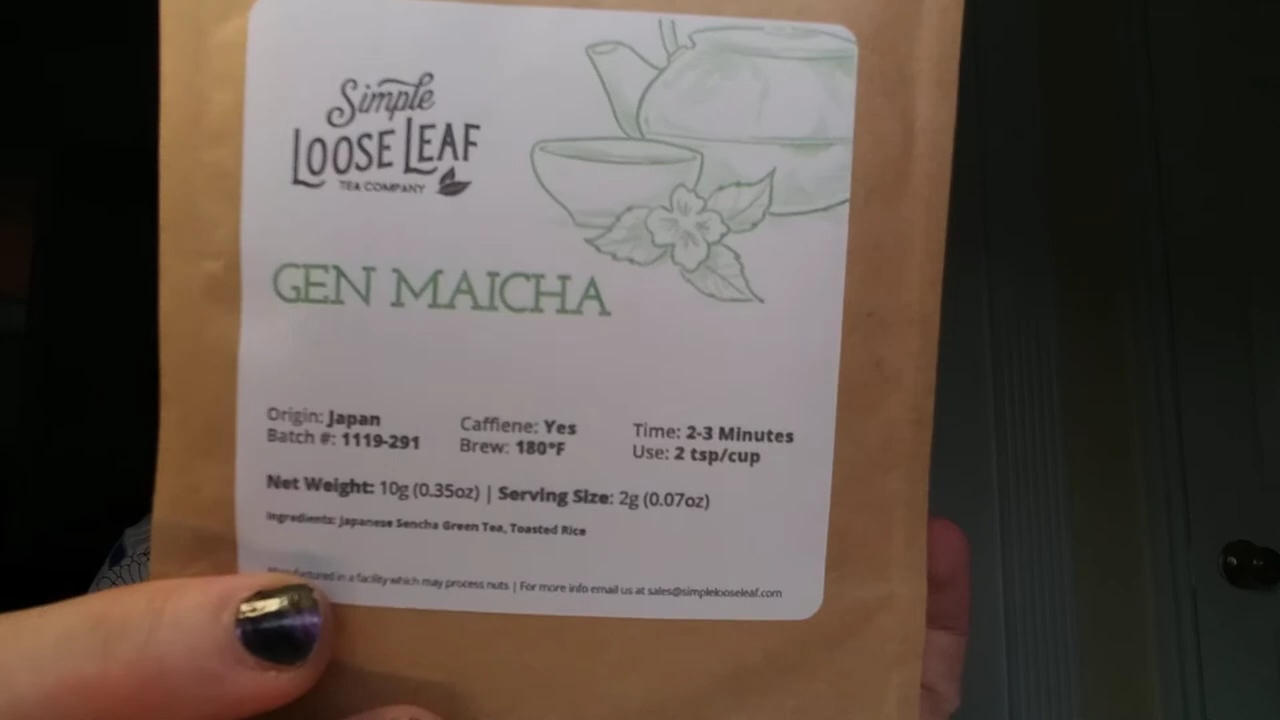 Simple
LOOSE LEAF
TEA COMPANY
GEN MAICHA
Origin: Japan
Batch #: 1119-291
Caffiene: Yes
Brew: 180°F
Time: 2-3 Minutes
Use: 2 tsp/cup
Net Weight: 10g (0.35oz) | Serving Size: 2g (0.07oz)
Ingredients: Japanese Sencha Green Tea, Toasted Rice
Manufactured in a facility which may process nuts | For more info email us at sales@simplelooseleaf.com